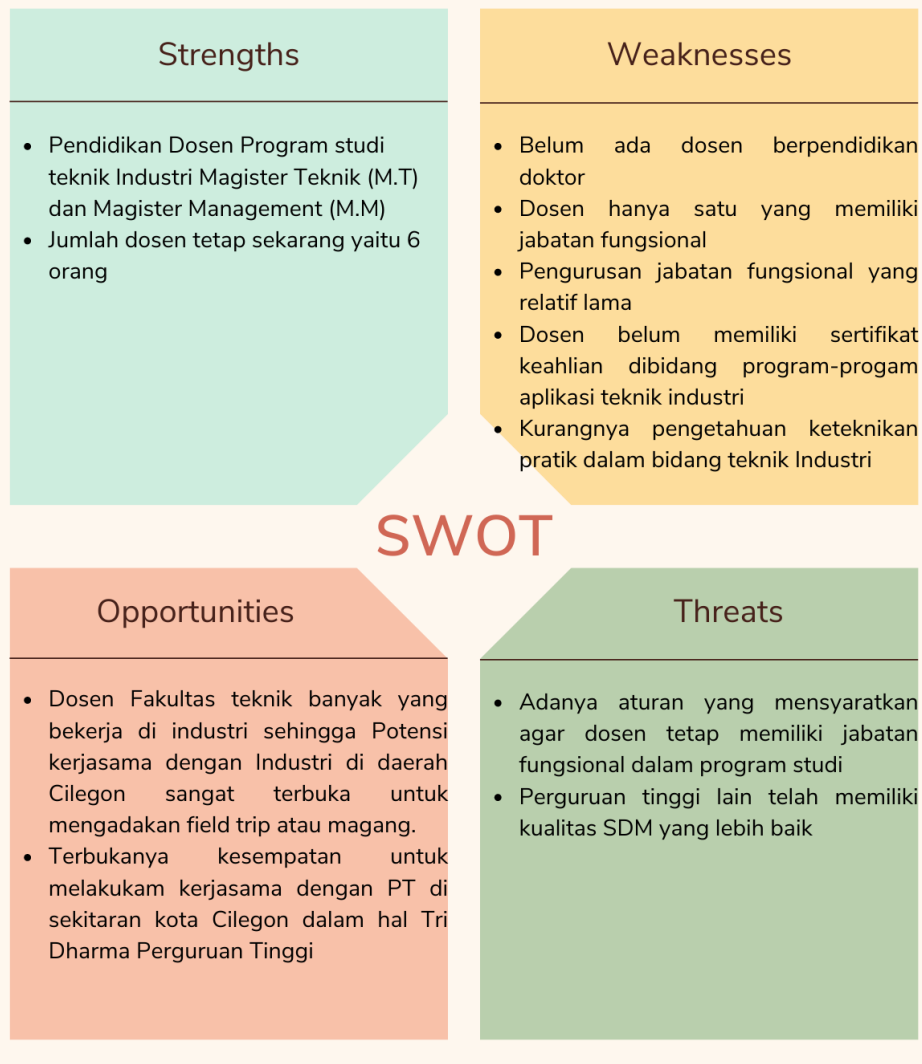 Strengths
Pendidikan Dosen Program studi
teknik Industri Magister Teknik (M.T)
dan Magister Management (M.M)
Jumlah dosen tetap sekarang yaitu 6
orang
Weaknesses
Belum ada dosen berpendidikan
doktor
Dosen hanya satu yang memiliki
jabatan fungsional
Pengurusan jabatan fungsional yang
relatif lama
Dosen belum memiliki sertifikat
keahlian dibidang program-progam
aplikasi teknik industri
Kurangnya pengetahuan keteknikan
pratik dalam bidang teknik Industri
SWOT
Opportunities
Dosen Fakultas teknik banyak yang
bekerja di industri sehingga Potensi
kerjasama dengan Industri di daerah
Cilegon sangat terbuka untuk
mengadakan field trip atau magang.
Terbukanya kesempatan untuk
melakukam kerjasama dengan PT di
sekitaran kota Cilegon dalam hal Tri
Dharma Perguruan Tinggi
Threats
Adanya aturan yang mensyaratkan
agar dosen tetap memiliki jabatan
fungsional dalam program studi
Perguruan tinggi lain telah memiliki
kualitas SDM yang lebih baik